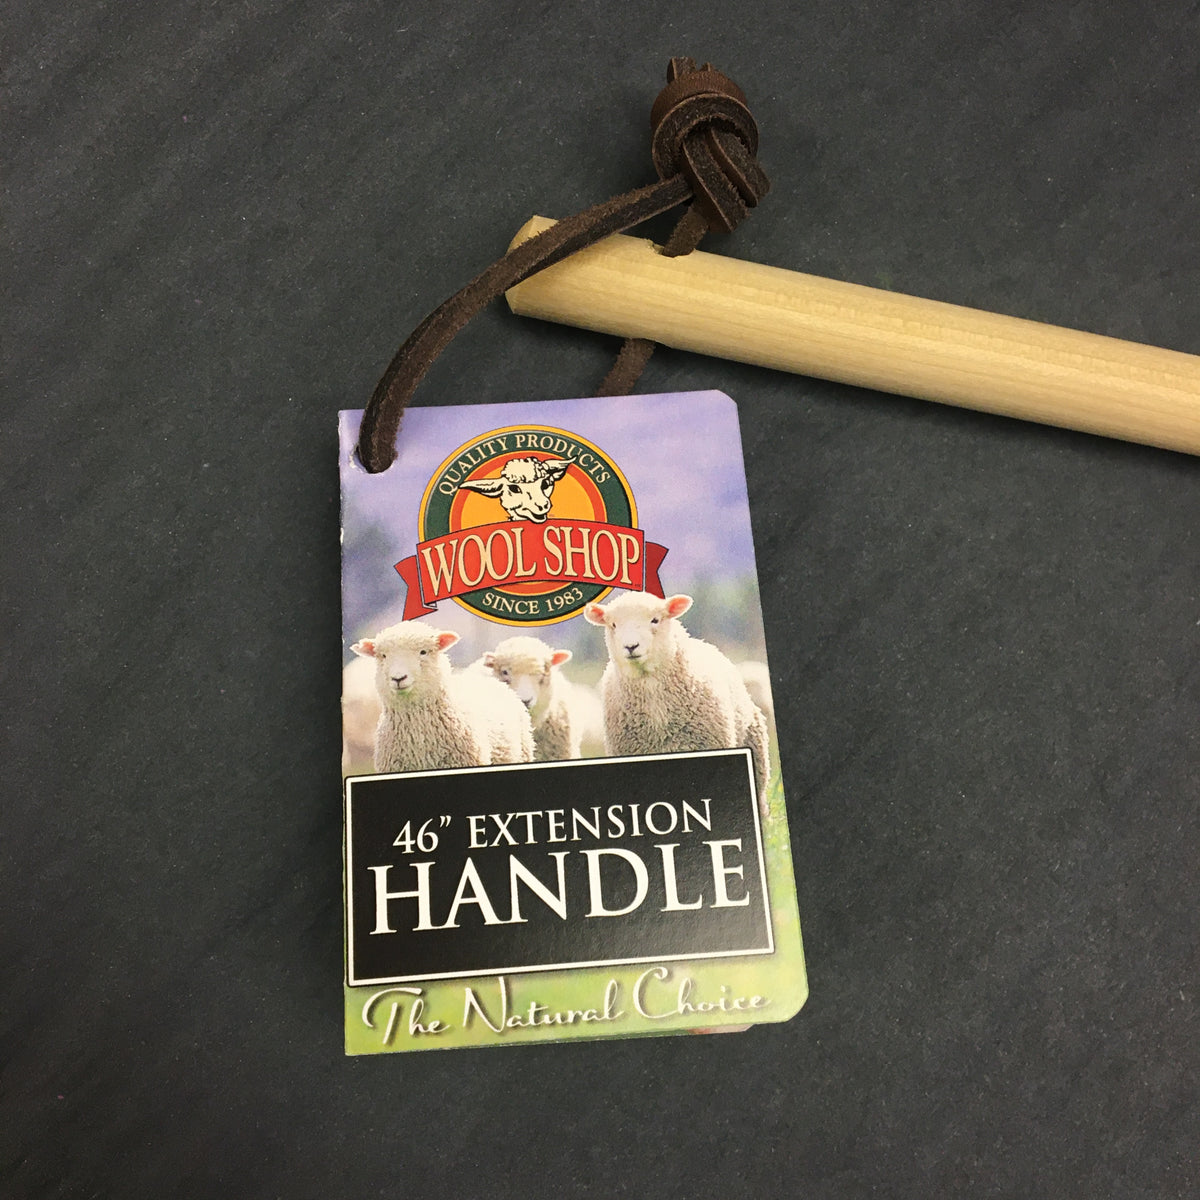 QUALITY PRODUCTS
WOOL SHOP
SINCE 1983
46” EXTENSION
HANDLE
The Natural Choice